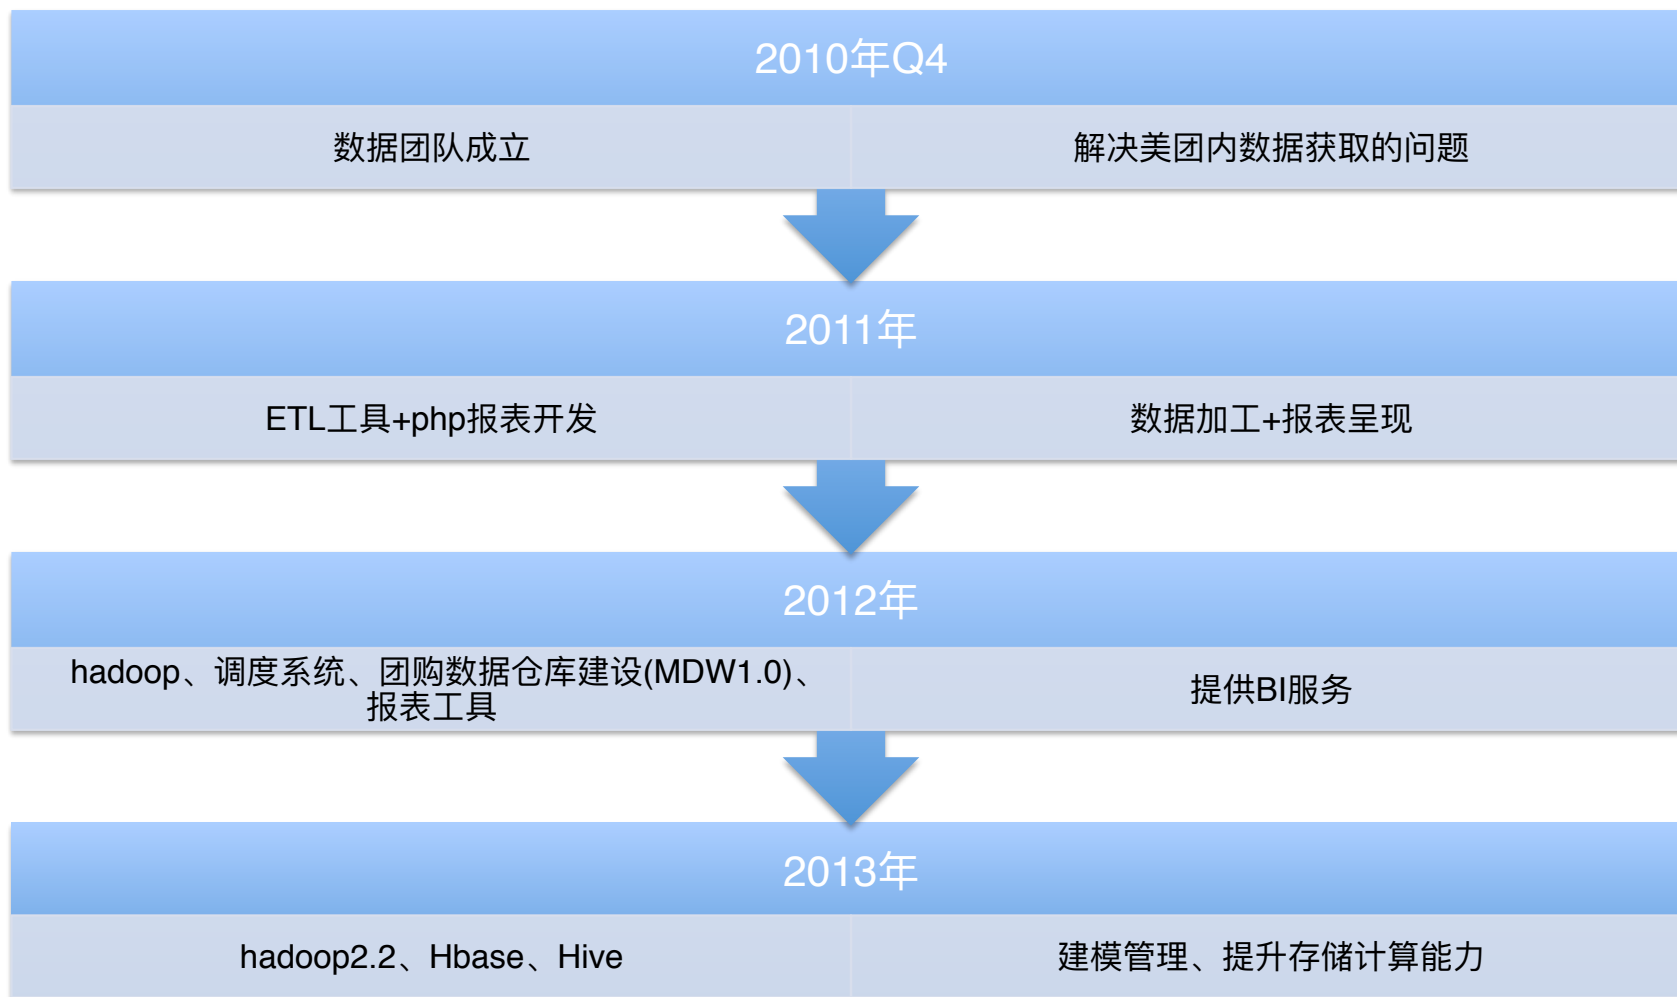 2010年Q4
数据团队成立
解决美团内数据获取的问题
2011年
ETL工具+php报表开发
数据加工+报表呈现
2012年
hadoop、调度系统、团购数据仓库建设(MDW1.0)、
报表工具
提供BI服务
2013年
hadoop2.2、Hbase、Hive
建模管理、提升存储计算能力